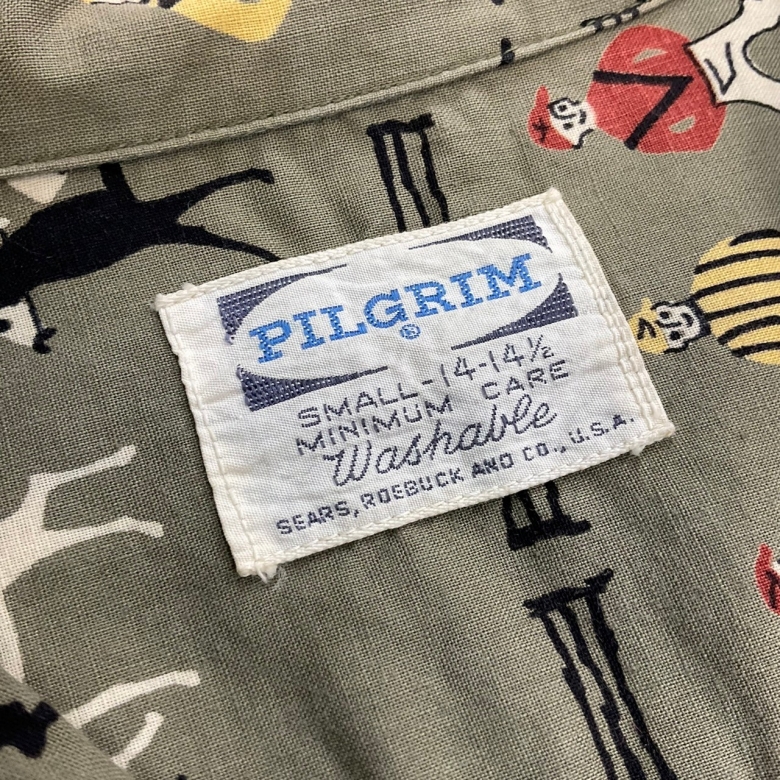 PILGRIM
®
SMALL-14-14½
MINIMUM CARE
Washable
SEARS, ROEBUCK AND CO., U.S.A.